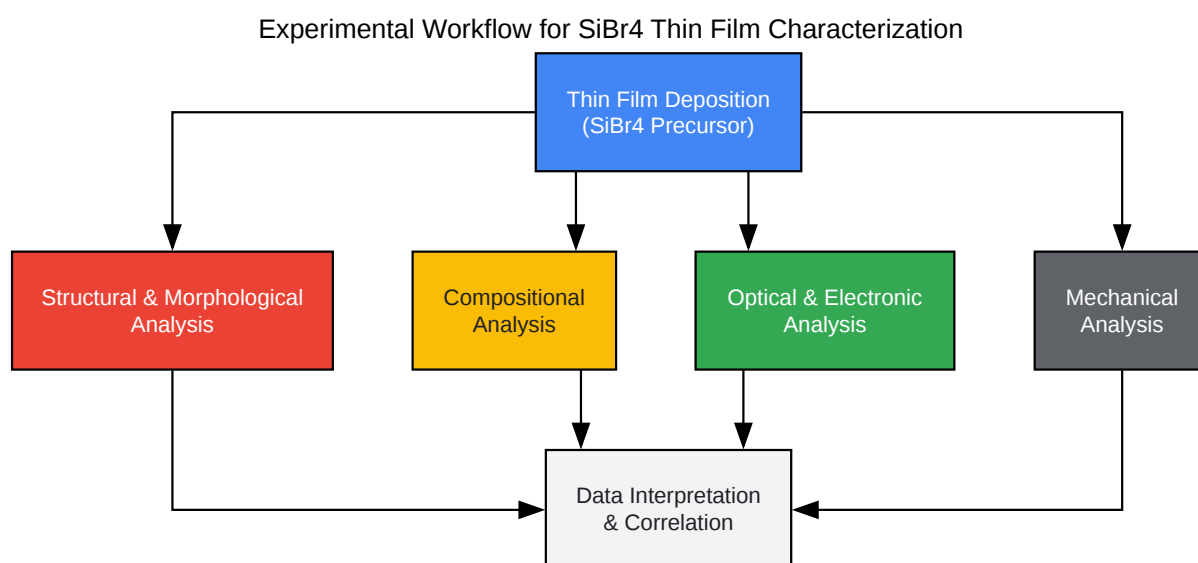 Experimental Workflow for SiBr4 Thin Film Characterization
Thin Film Deposition
(SiBr4 Precursor)
Structural & Morphological
Analysis
Compositional
Analysis
Optical & Electronic
Analysis
Mechanical
Analysis
Data Interpretation
& Correlation